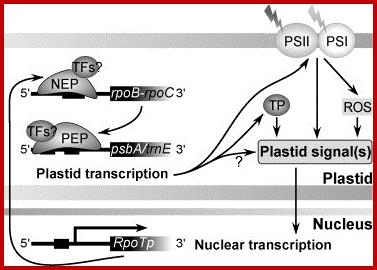 PSII PSI
TFs?
NEP
5' rpoB-rpoC 3'
TFs?
PEP
TP
ROS
5' psbA/trnE 3'
?
Plastid signal(s)
Plastid transcription
Plastid
Nucleus
5' RpoTp 3'
Nuclear transcription